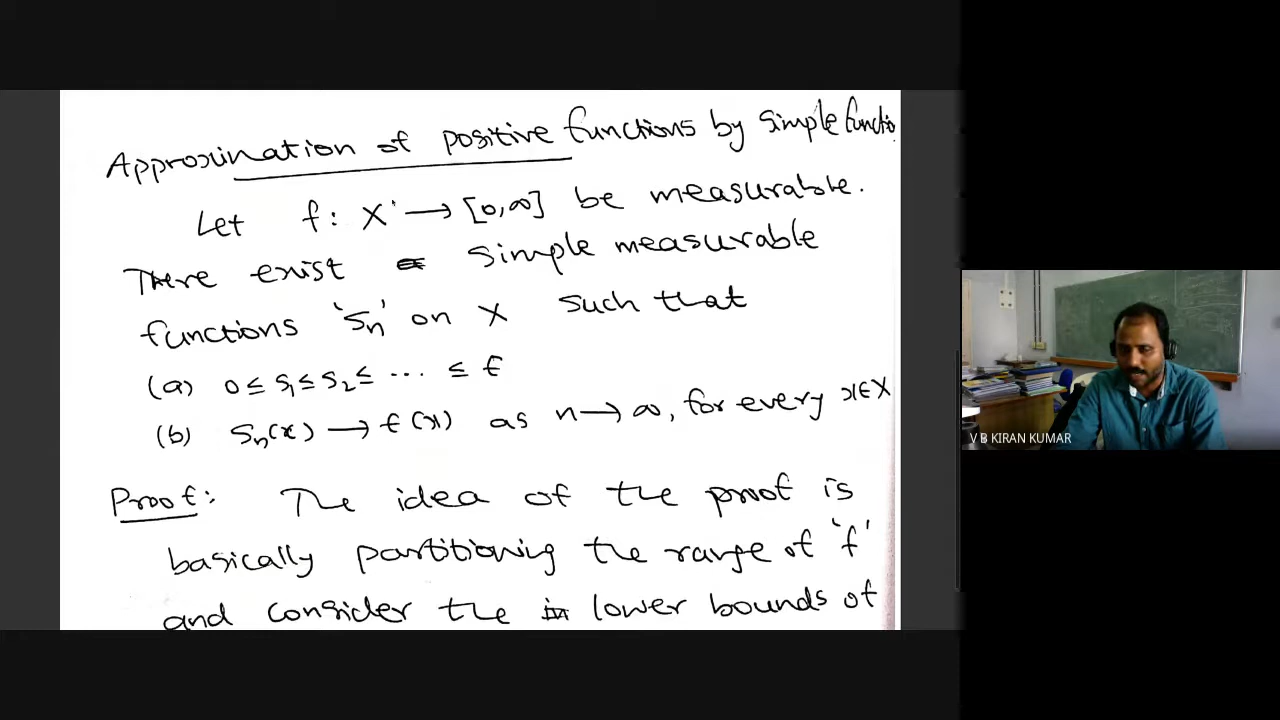 Approximation of positive functions by simple functio
Let f: X → [0,∞] be measurable.
There exist simple measurable
functions 'sₙ' on X such that
(a) 0 ≤ s₁ ≤ s₂ ≤ ... ≤ f
(b) sₙ(x) → f(x) as n → ∞, for every x∈X
Proof: The idea of the proof is
basically partitioning the range of 'f'
and consider the lower bounds of
V B KIRAN KUMAR